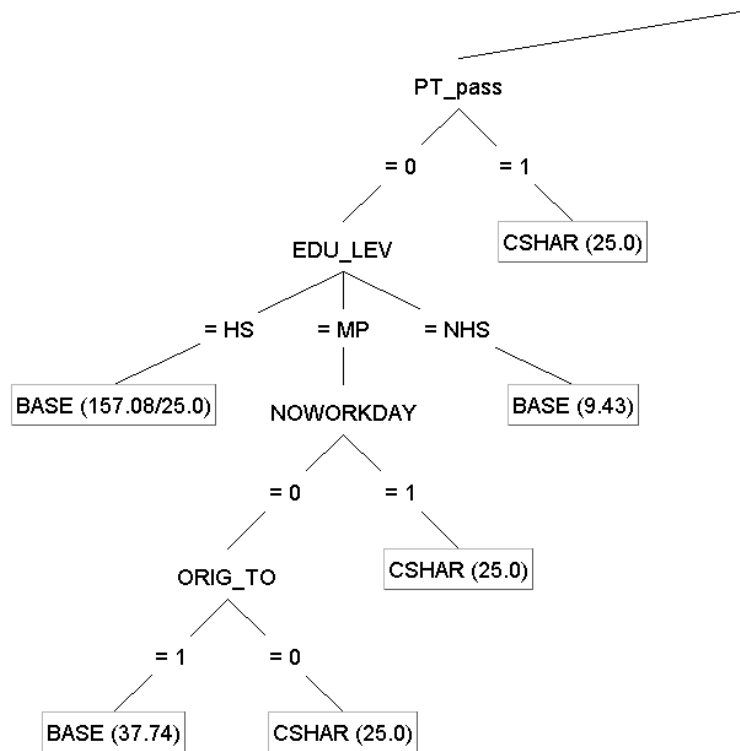 PT_pass
= 0
= 1
EDU_LEV
CSHAR (25.0)
= HS
= MP
= NHS
BASE (157.08/25.0)
NOWORKDAY
BASE (9.43)
= 0
= 1
ORIG_TO
CSHAR (25.0)
= 1
= 0
BASE (37.74)
CSHAR (25.0)